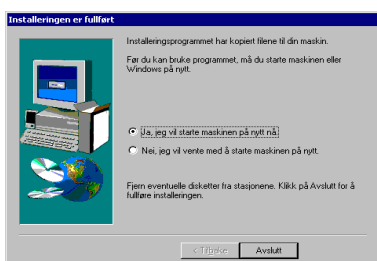 Installeringen er fullført
Installeringsprogrammet har kopiert filene til din maskin.
Før du kan bruke programmet, må du starte maskinen eller
Windows på nytt.
Ja, jeg vil starte maskinen på nytt nå.
Nei, jeg vil vente med å starte maskinen på nytt.
Fjern eventuelle disketter fra stasjonene. Klikk på Avslutt for å
fullføre installeringen.
< Tilbake
Avslutt